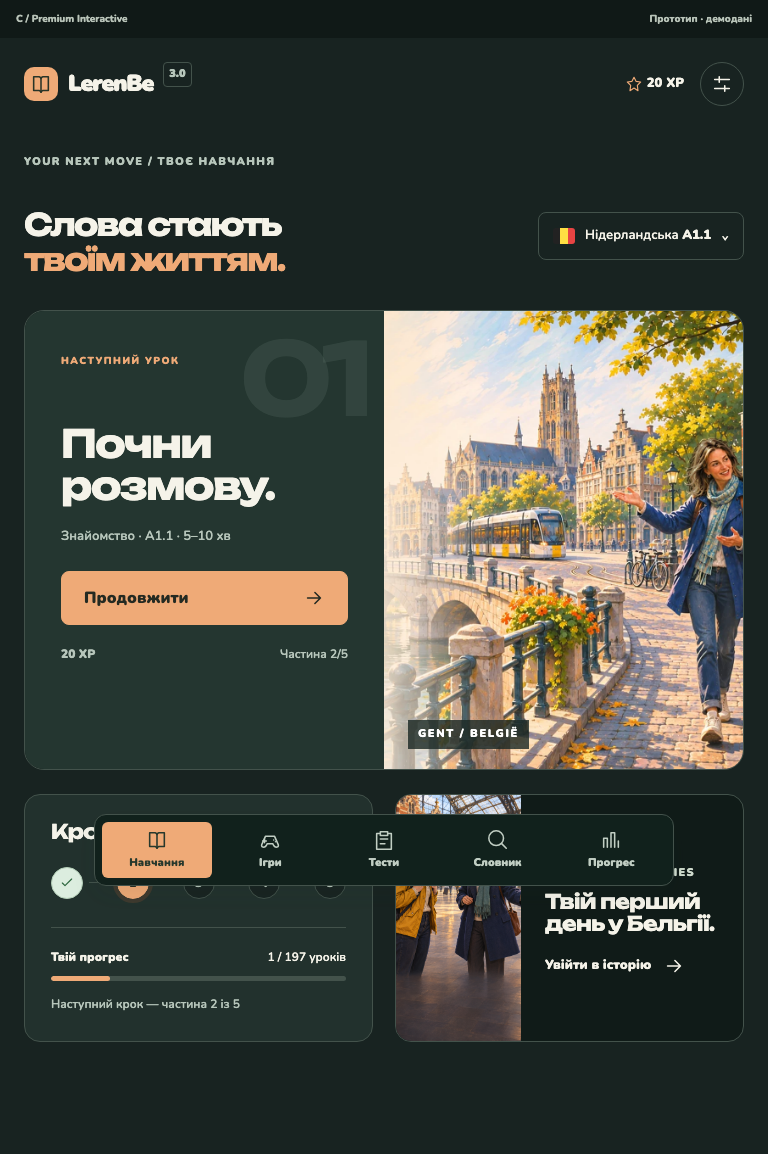 C / Premium Interactive
Прототип · демодані
LerenBe
3.0
20 XP
YOUR NEXT MOVE / ТВОЄ НАВЧАННЯ
Слова стають
твоїм життям.
Нідерландська A1.1
НАСТУПНИЙ УРОК
01
Почни
розмову.
Знайомство · A1.1 · 5–10 хв
Продовжити
20 XP
Частина 2/5
GENT / BELGIË
Навчання
Ігри
Тести
Словник
Прогрес
Твій прогрес
1 / 197 уроків
Наступний крок — частина 2 із 5
Твій перший
день у Бельгії.
Увійти в історію